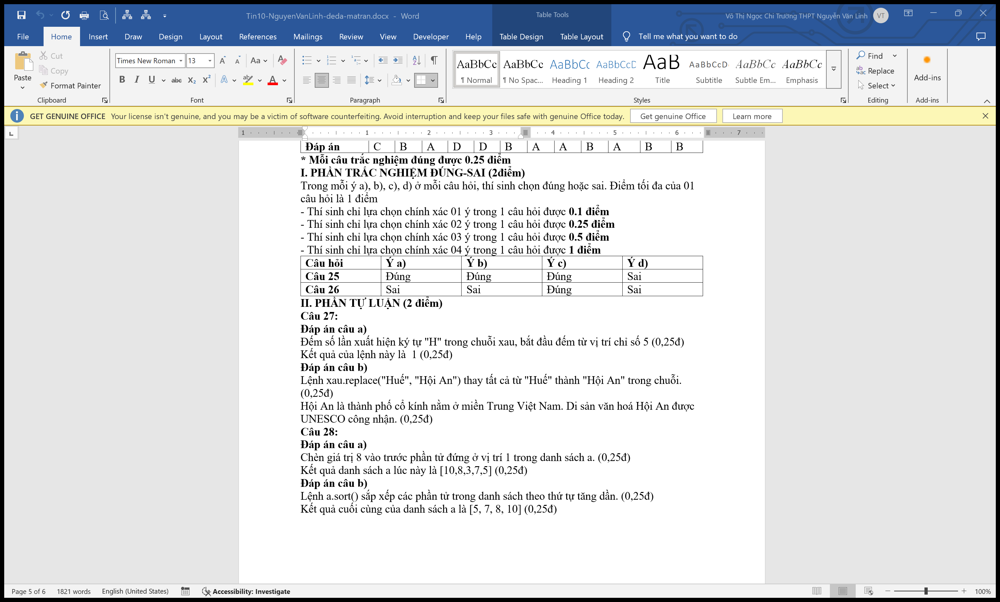 Tin10-NguyenVanLinh-deda-matran.docx - Word
Table Tools
Võ Thị Ngọc Chi Trường THPT Nguyễn Văn Linh
VT
File Home Insert Draw Design Layout References Mailings Review View Developer Help Table Design Table Layout Tell me what you want to do
Paste
Cut
Copy
Format Painter
Clipboard
Times New Roman 13
Font
Paragraph
AaBbCc AaBbCc AaBbCc AaBbCcD AaB AaBbCcD AaBbCc AaBbCc
¶ Normal ¶ No Spac... Heading 1 Heading 2 Title Subtitle Subtle Em... Emphasis
Styles
Find
Replace
Select
Editing
Add-ins
Add-ins
GET GENUINE OFFICE Your license isn't genuine, and you may be a victim of software counterfeiting. Avoid interruption and keep your files safe with genuine Office today. Get genuine Office Learn more
1 1 2 3 4 5 6 7
Đáp án C B A D D B A A B A B B
* Mỗi câu trắc nghiệm đúng được 0.25 điểm
I. PHẦN TRẮC NGHIỆM ĐÚNG-SAI (2điểm)
Trong mỗi ý a), b), c), d) ở mỗi câu hỏi, thí sinh chọn đúng hoặc sai. Điểm tối đa của 01
câu hỏi là 1 điểm
- Thí sinh chỉ lựa chọn chính xác 01 ý trong 1 câu hỏi được 0.1 điểm
- Thí sinh chỉ lựa chọn chính xác 02 ý trong 1 câu hỏi được 0.25 điểm
- Thí sinh chỉ lựa chọn chính xác 03 ý trong 1 câu hỏi được 0.5 điểm
- Thí sinh chỉ lựa chọn chính xác 04 ý trong 1 câu hỏi được 1 điểm
Câu hỏi Ý a) Ý b) Ý c) Ý d)
Câu 25 Đúng Đúng Đúng Sai
Câu 26 Sai Sai Đúng Sai
II. PHẦN TỰ LUẬN (2 điểm)
Câu 27:
Đáp án câu a)
Đếm số lần xuất hiện ký tự "H" trong chuỗi xau, bắt đầu đếm từ vị trí chỉ số 5 (0,25đ)
Kết quả của lệnh này là 1 (0,25đ)
Đáp án câu b)
Lệnh xau.replace("Huế", "Hội An") thay tất cả từ "Huế" thành "Hội An" trong chuỗi.
(0,25đ)
Hội An là thành phố cổ kính nằm ở miền Trung Việt Nam. Di sản văn hoá Hội An được
UNESCO công nhận. (0,25đ)
Câu 28:
Đáp án câu a)
Chèn giá trị 8 vào trước phần tử đứng ở vị trí 1 trong danh sách a. (0,25đ)
Kết quả danh sách a lúc này là [10,8,3,7,5] (0,25đ)
Đáp án câu b)
Lệnh a.sort() sắp xếp các phần tử trong danh sách theo thứ tự tăng dần. (0,25đ)
Kết quả cuối cùng của danh sách a là [5, 7, 8, 10] (0,25đ)
Page 5 of 6 1821 words English (United States) Accessibility: Investigate 100%